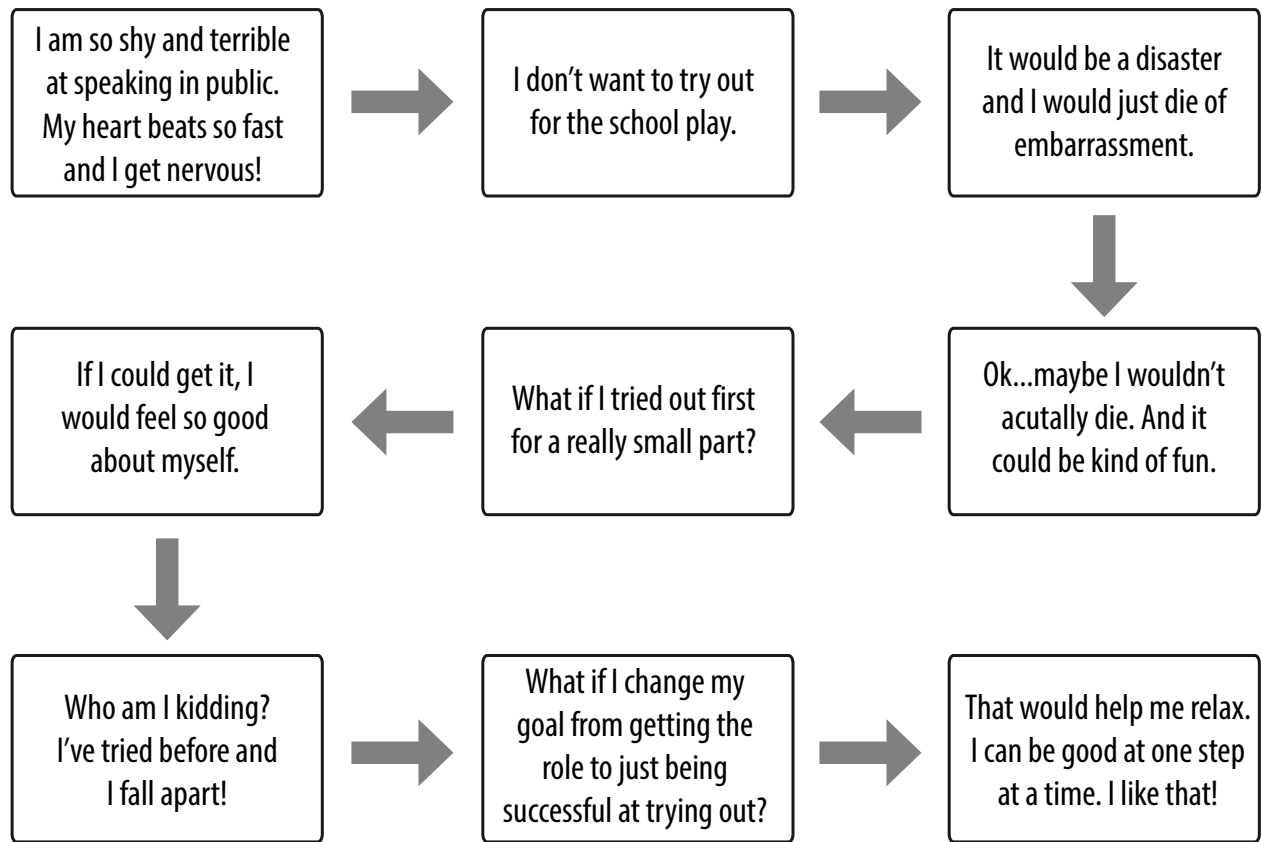 I am so shy and terrible
at speaking in public.
My heart beats so fast
and I get nervous!
I don’t want to try out
for the school play.
It would be a disaster
and I would just die of
embarrassment.
Ok...maybe I wouldn’t
acutally die. And it
could be kind of fun.
What if I tried out first
for a really small part?
If I could get it, I
would feel so good
about myself.
Who am I kidding?
I’ve tried before and
I fall apart!
What if I change my
goal from getting the
role to just being
successful at trying out?
That would help me relax.
I can be good at one step
at a time. I like that!